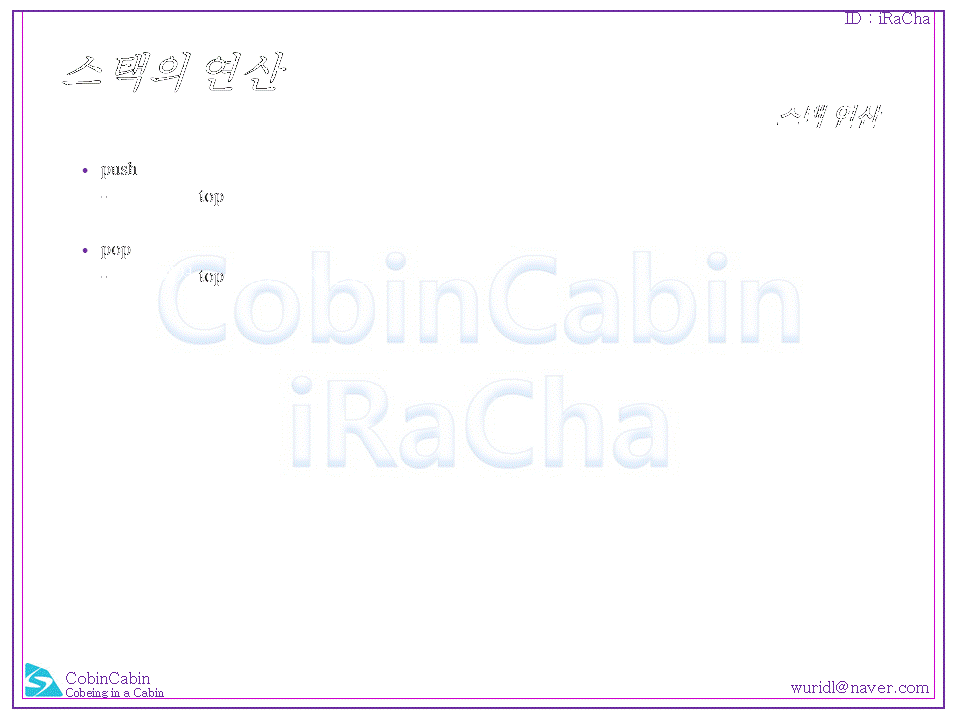 ID : iRaCha
스택의 연산
스택 연산
• push
top
• pop
top
CobinCabin
iRaCha
CobinCabin
Cobeing in a Cabin
wuridl@naver.com